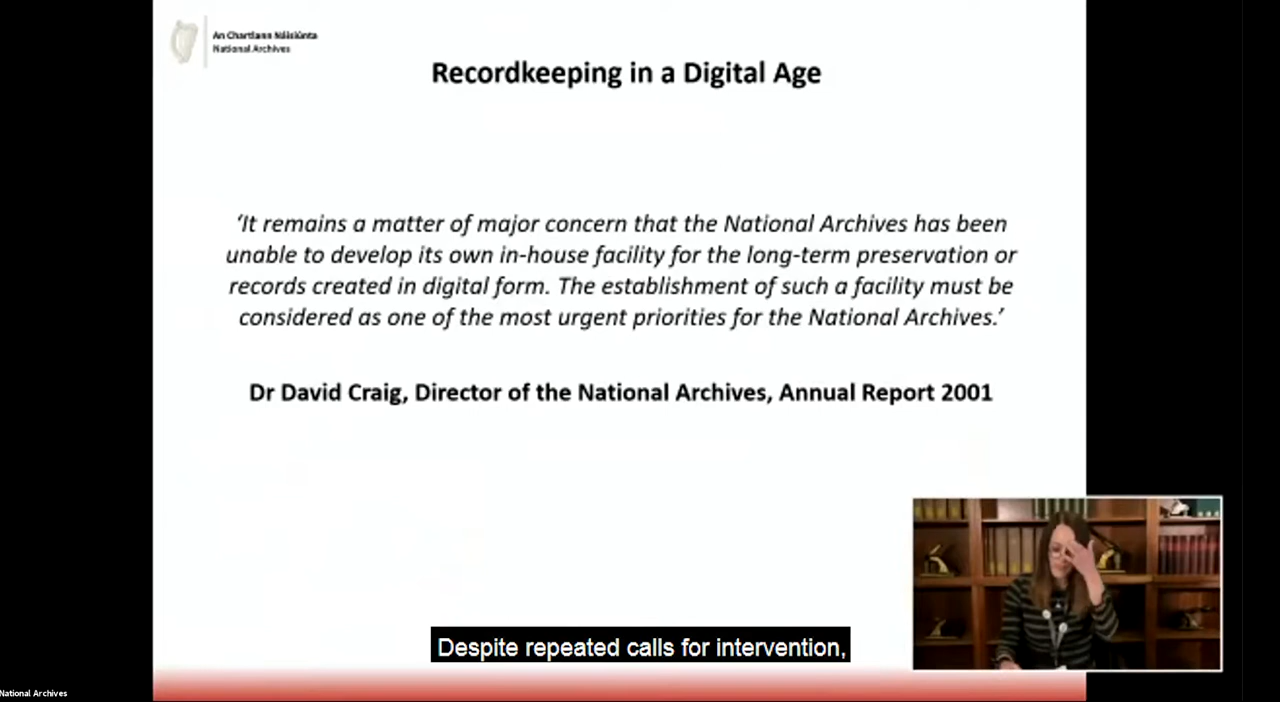 An Chartlann Náisiúnta
National Archives
Recordkeeping in a Digital Age
‘It remains a matter of major concern that the National Archives has been
unable to develop its own in-house facility for the long-term preservation or
records created in digital form. The establishment of such a facility must be
considered as one of the most urgent priorities for the National Archives.’
Dr David Craig, Director of the National Archives, Annual Report 2001
Despite repeated calls for intervention,
National Archives